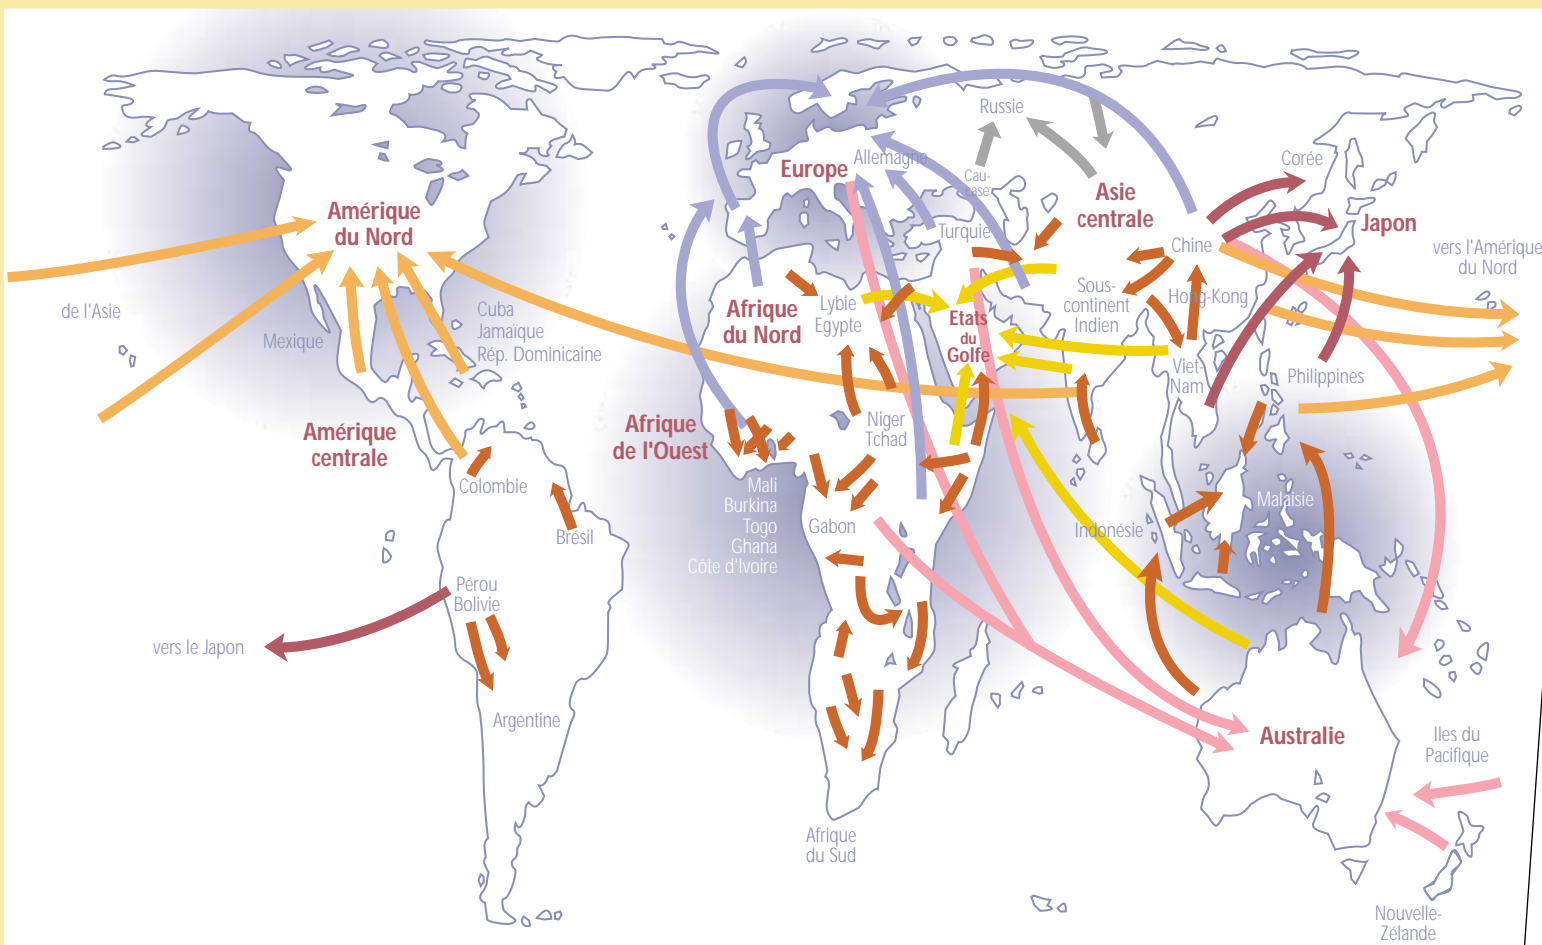 Russie
Corée
Europe
Allemagne
Cau-
case
Asie
centrale
Amérique
du Nord
Japon
Turquie
Chine
vers l'Amérique
du Nord
de l'Asie
Mexique
Cuba
Jamaïque
Rép. Dominicaine
Afrique
du Nord
Lybie
Egypte
Etats
du
Golfe
Sous-
continent
Indien
Hong-Kong
Viet-
Nam
Philippines
Amérique
centrale
Afrique
de l'Ouest
Niger
Tchad
Colombie
Mali
Burkina
Togo
Ghana
Côte d'Ivoire
Gabon
Brésil
Indonésie
Malaisie
Pérou
Bolivie
vers le Japon
Argentine
Australie
Iles du
Pacifique
Afrique
du Sud
Nouvelle-
Zélande